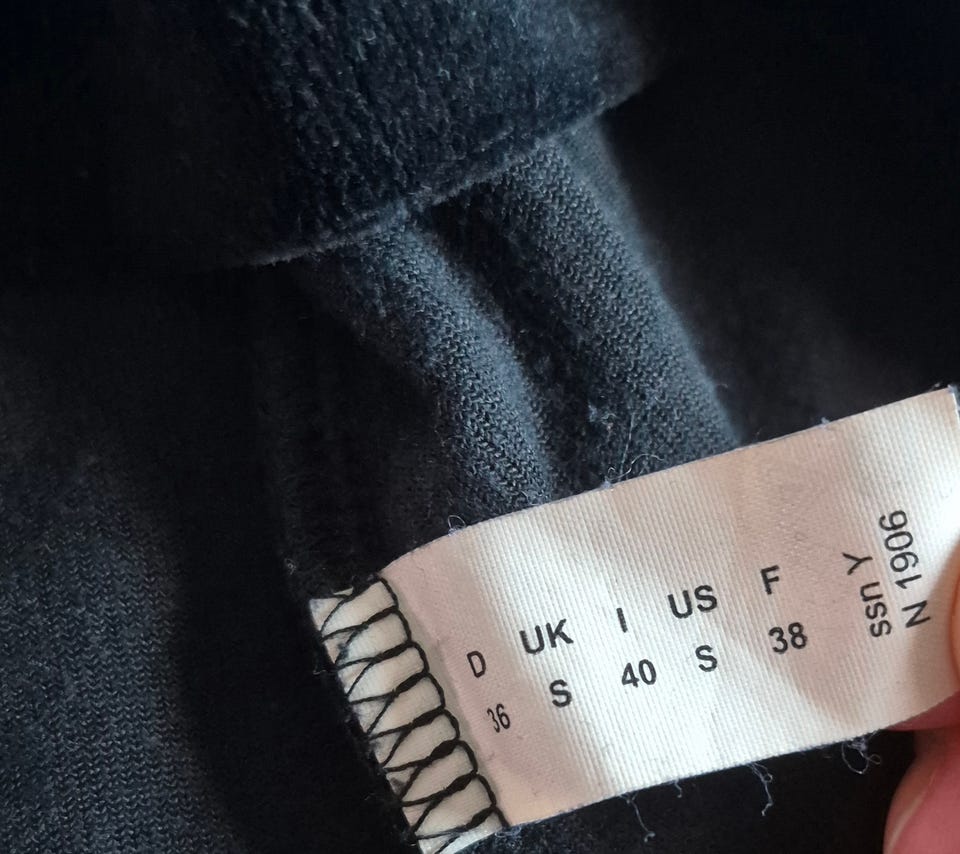 D UK I US F
36 S 40 S 38
ssn Y
N 1906